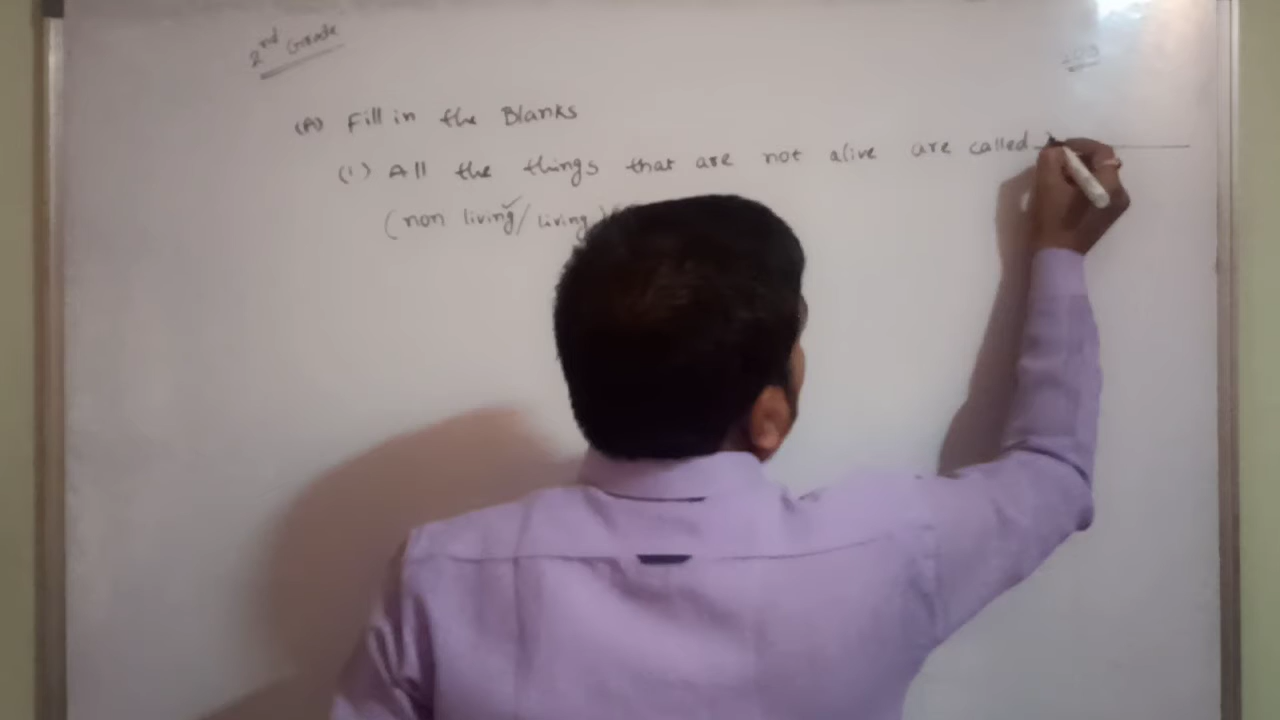 2nd Grade
(A) Fill in the Blanks
(1) All the things that are not alive are called
(non living/ living)